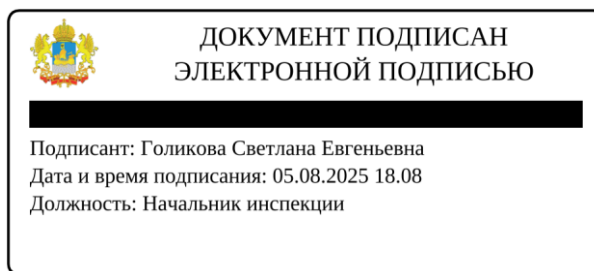 ДОКУМЕНТ ПОДПИСАН
ЭЛЕКТРОННОЙ ПОДПИСЬЮ
Подписант: Голикова Светлана Евгеньевна
Дата и время подписания: 05.08.2025 18.08
Должность: Начальник инспекции